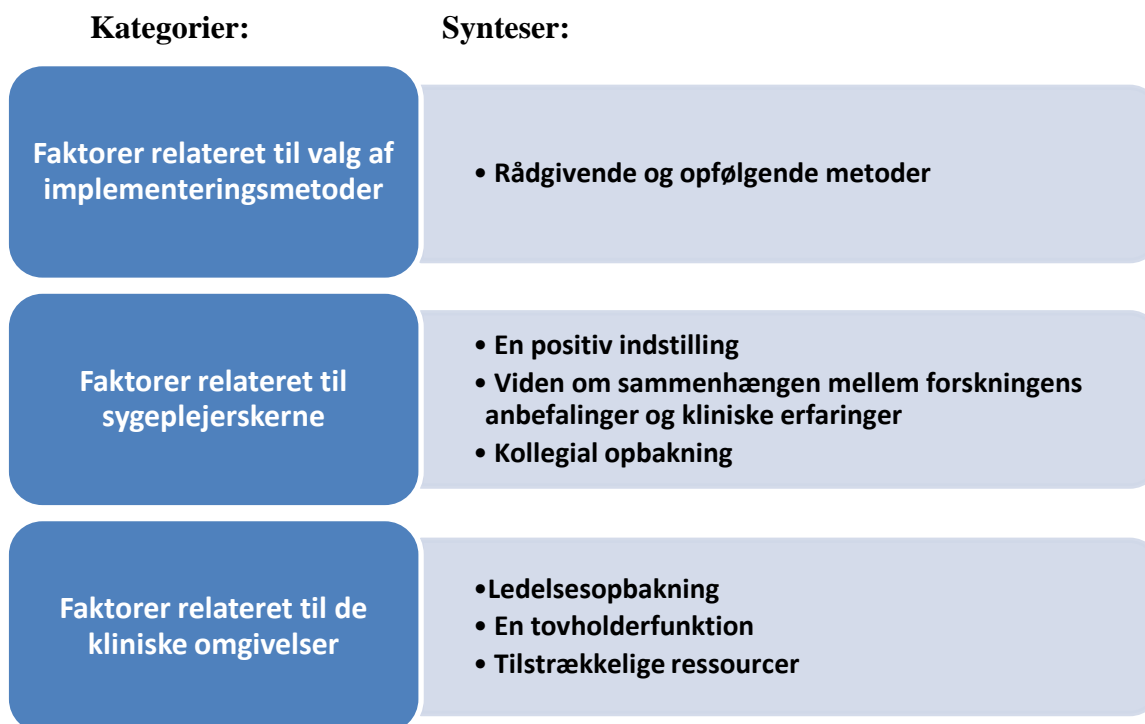 Kategorier: Synteser:
Faktorer relateret til valg af
implementeringsmetoder
• Rådgivende og opfølgende metoder
Faktorer relateret til
sygeplejerskerne
• En positiv indstilling
• Viden om sammenhængen mellem forskningens
anbefalinger og kliniske erfaringer
• Kollegial opbakning
Faktorer relateret til de
kliniske omgivelser
•Ledelsesopbakning
• En tovholderfunktion
• Tilstrækkelige ressourcer